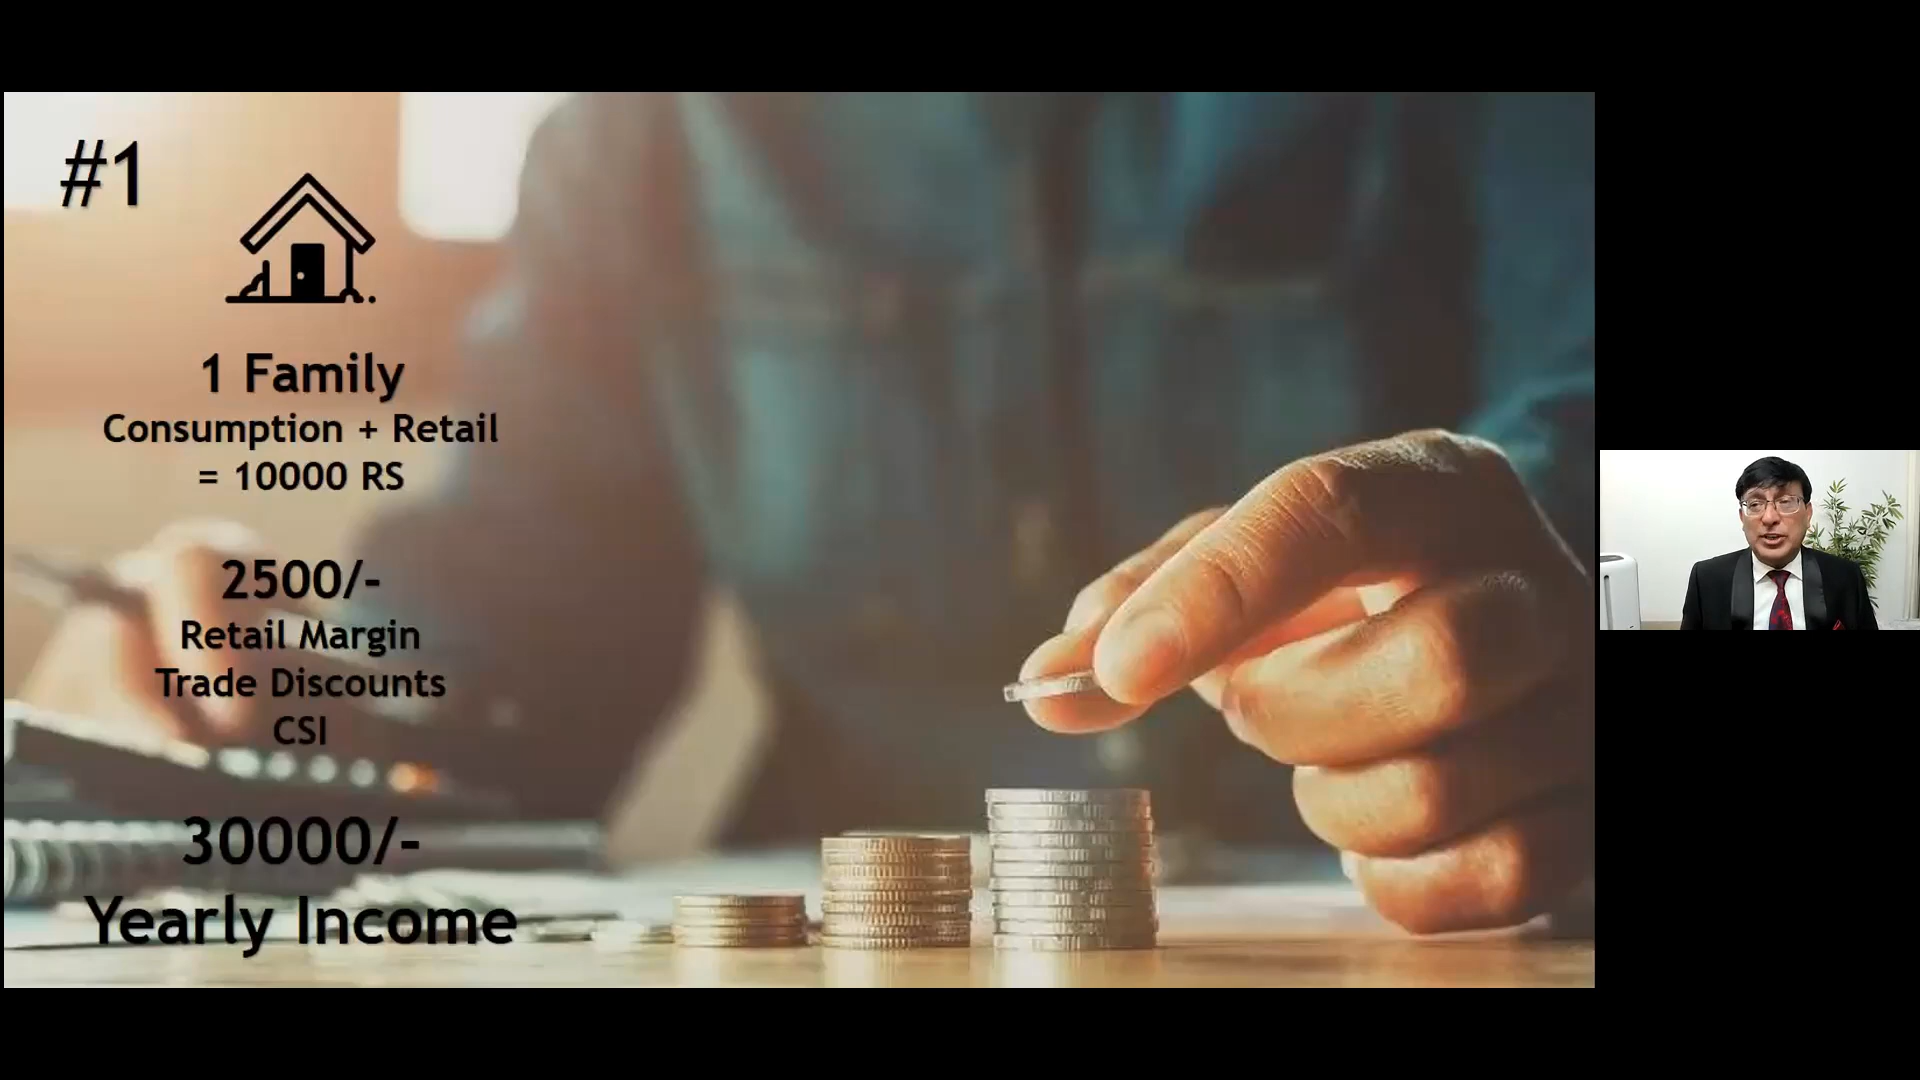 #1
1 Family
Consumption + Retail
= 10000 RS
2500/-
Retail Margin
Trade Discounts
CSI
30000/-
Yearly Income